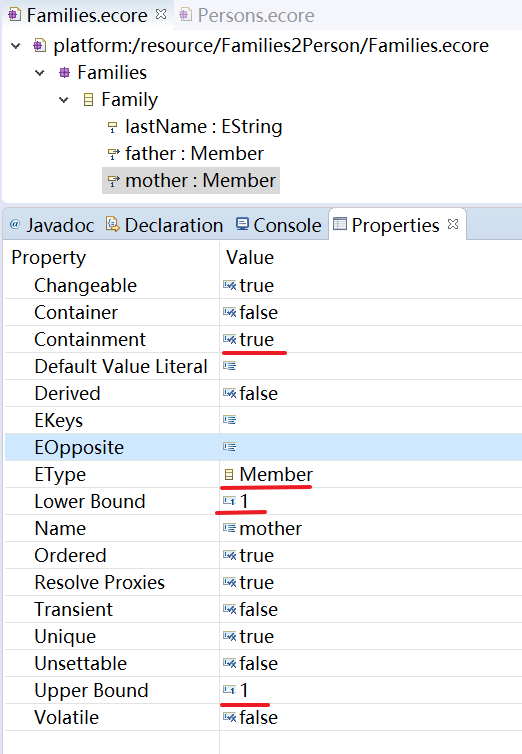 Families.ecore Persons.ecore
platform:/resource/Families2Person/Families.ecore
Families
Family
lastName : EString
father : Member
mother : Member
@ Javadoc Declaration Console Properties
Property Value
Changeable true
Container false
Containment true
Default Value Literal
Derived false
EKeys
EOpposite
EType Member
Lower Bound 1
Name mother
Ordered true
Resolve Proxies true
Transient false
Unique true
Unsettable false
Upper Bound 1
Volatile false